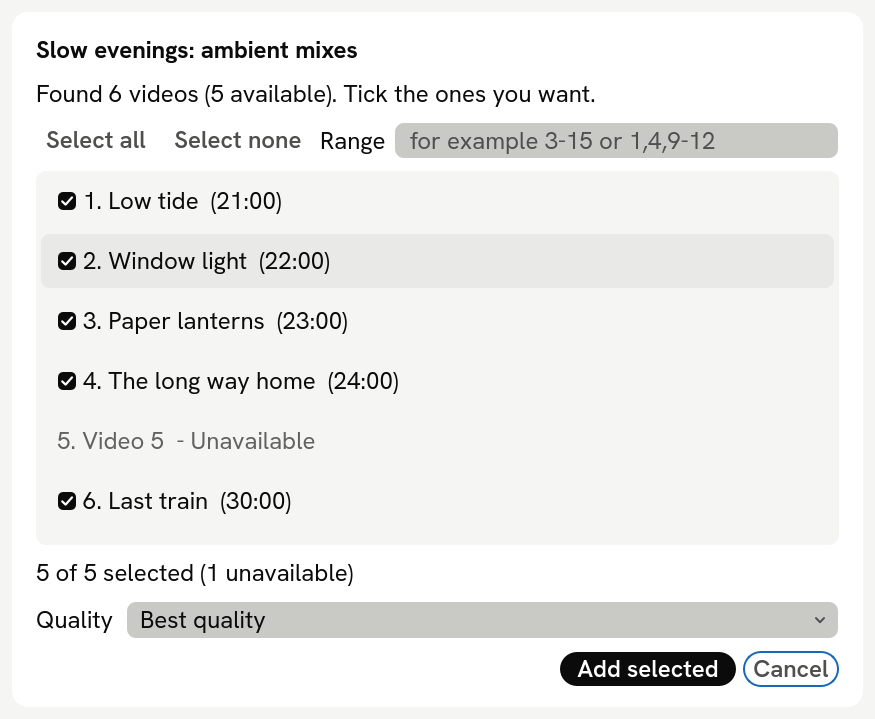 Slow evenings: ambient mixes
Found 6 videos (5 available). Tick the ones you want.
Select all Select none Range for example 3-15 or 1,4,9-12
1. Low tide (21:00)
2. Window light (22:00)
3. Paper lanterns (23:00)
4. The long way home (24:00)
5. Video 5 - Unavailable
6. Last train (30:00)
5 of 5 selected (1 unavailable)
Quality Best quality
Add selected Cancel